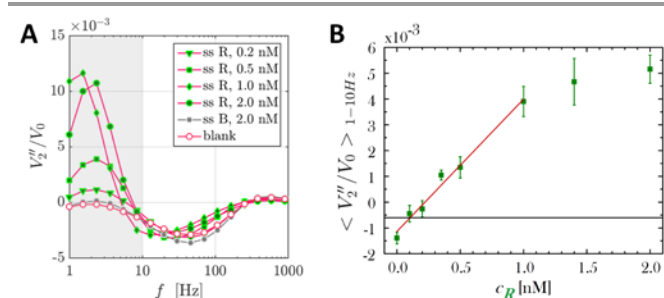 A
×10⁻³
15
10
5
0
-5
V₂''/V₀
1
10
100
1000
f [Hz]
ss R, 0.2 nM
ss R, 0.5 nM
ss R, 1.0 nM
ss R, 2.0 nM
ss B, 2.0 nM
blank
B
x10⁻³
6
5
4
3
2
1
0
-1
-2
< V₂''/V₀ > 1−10Hz
0.0
0.5
1.0
1.5
2.0
c_R [nM]